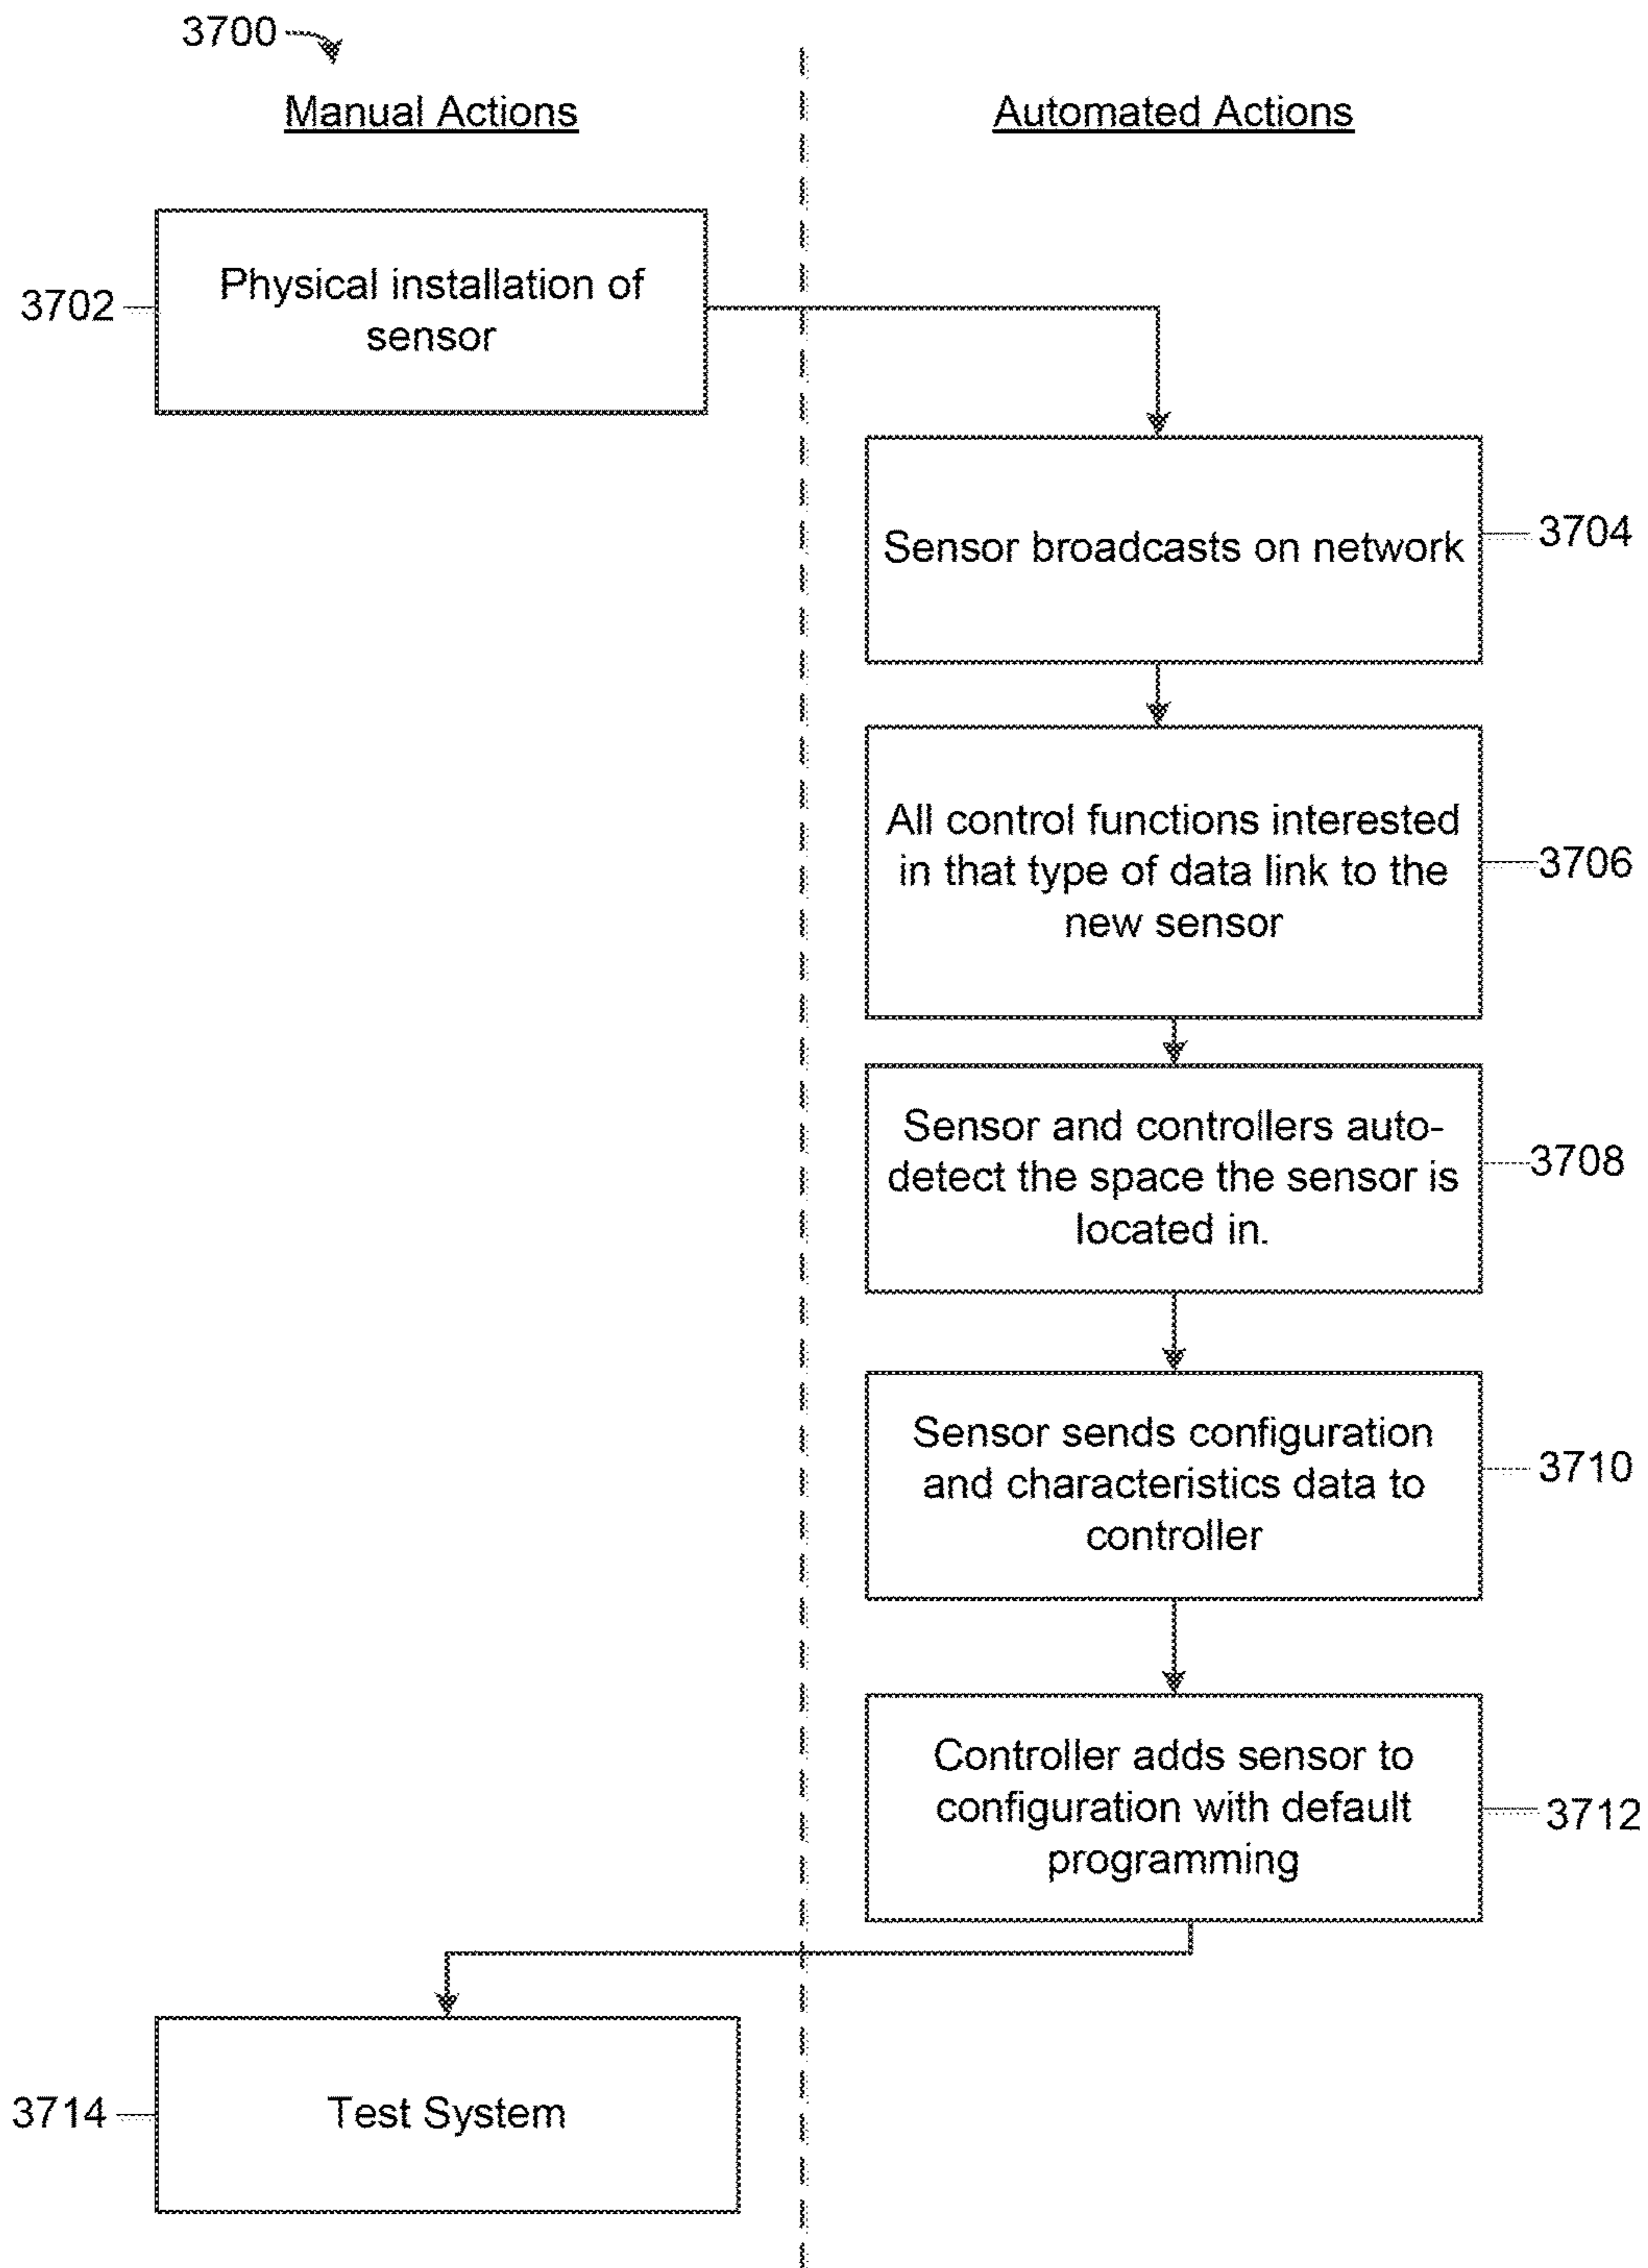 3700
Manual Actions
Automated Actions
3702
Physical installation of
sensor
Sensor broadcasts on network
3704
All control functions interested
in that type of data link to the
new sensor
3706
Sensor and controllers auto-
detect the space the sensor is
located in.
3708
Sensor sends configuration
and characteristics data to
controller
3710
Controller adds sensor to
configuration with default
programming
3712
3714
Test System